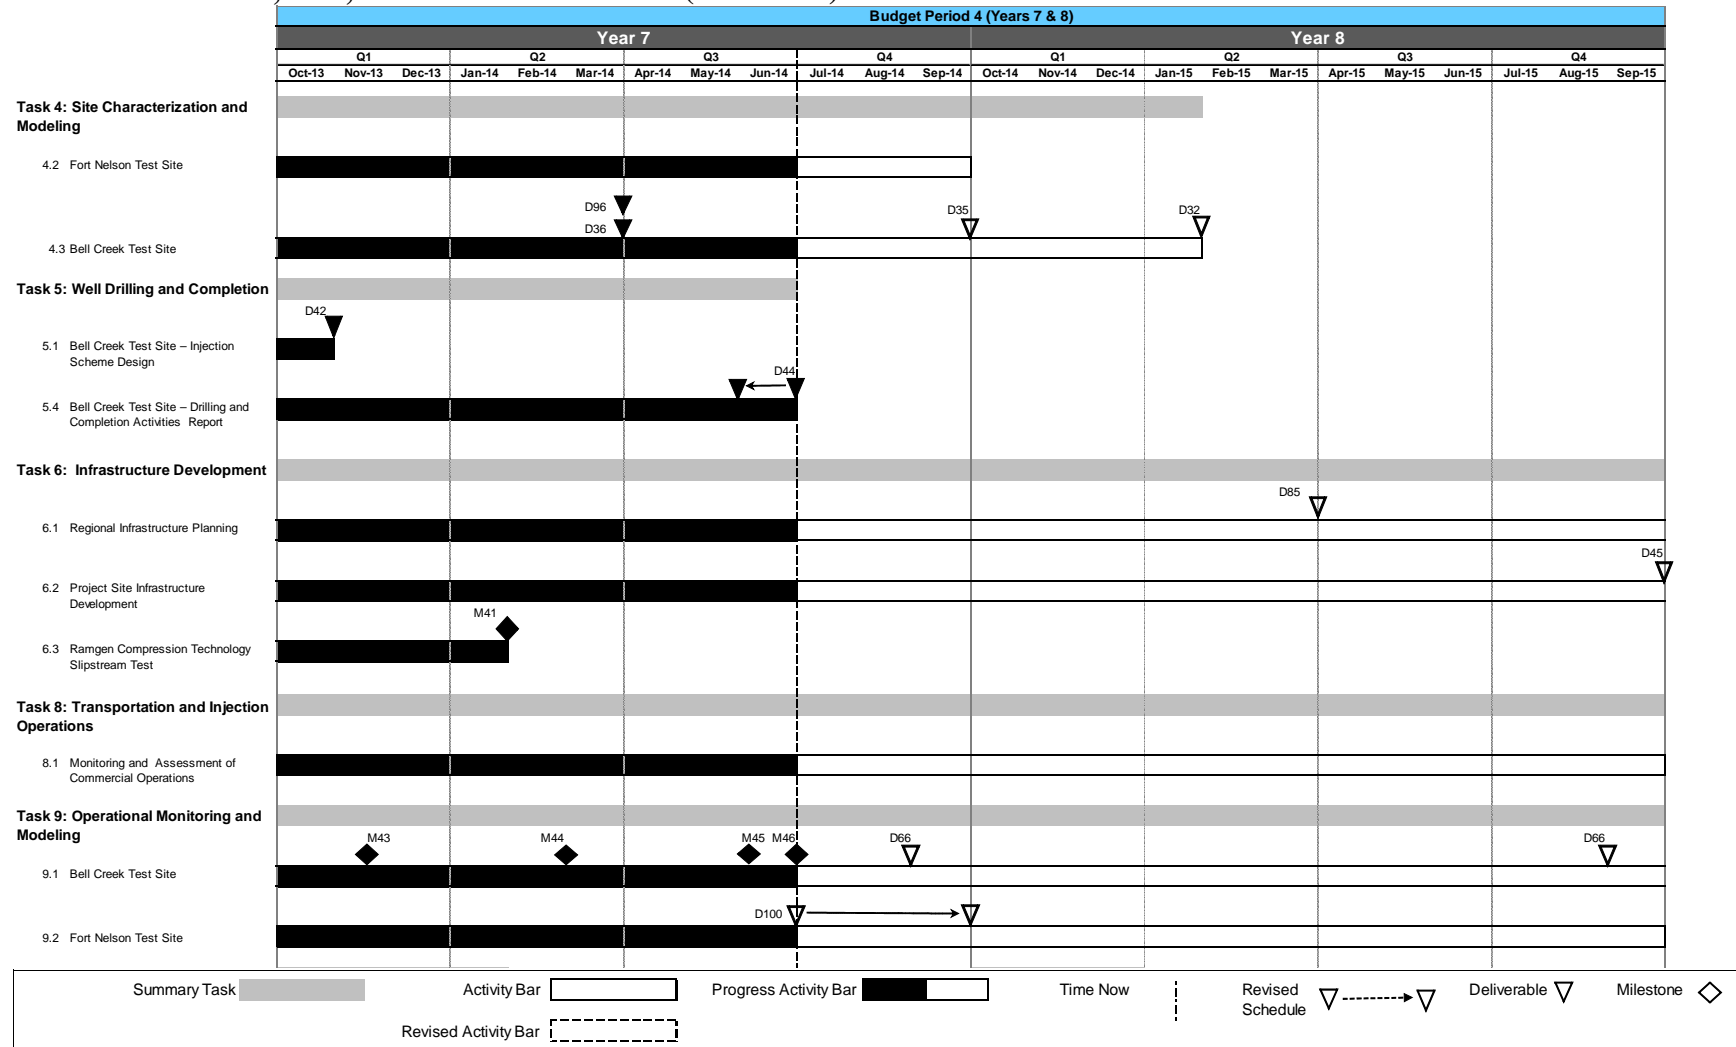 Budget Period 4 (Years 7 & 8)
Year 7 Year 8
Q1 Q2 Q3 Q4 Q1 Q2 Q3 Q4
Oct-13 Nov-13 Dec-13 Jan-14 Feb-14 Mar-14 Apr-14 May-14 Jun-14 Jul-14 Aug-14 Sep-14 Oct-14 Nov-14 Dec-14 Jan-15 Feb-15 Mar-15 Apr-15 May-15 Jun-15 Jul-15 Aug-15 Sep-15
Task 4: Site Characterization and
Modeling
4.2 Fort Nelson Test Site
D96
D36 D35 D32
4.3 Bell Creek Test Site
Task 5: Well Drilling and Completion
D42
5.1 Bell Creek Test Site – Injection
Scheme Design
D44
5.4 Bell Creek Test Site – Drilling and
Completion Activities Report
Task 6: Infrastructure Development
D85
6.1 Regional Infrastructure Planning
D45
6.2 Project Site Infrastructure
Development
M41
6.3 Ramgen Compression Technology
Slipstream Test
Task 8: Transportation and Injection
Operations
8.1 Monitoring and Assessment of
Commercial Operations
Task 9: Operational Monitoring and
Modeling
M43 M44 M45 M46 D66 D66
9.1 Bell Creek Test Site
D100
9.2 Fort Nelson Test Site
Summary Task Activity Bar Progress Activity Bar Time Now Revised Schedule Deliverable Milestone
Revised Activity Bar